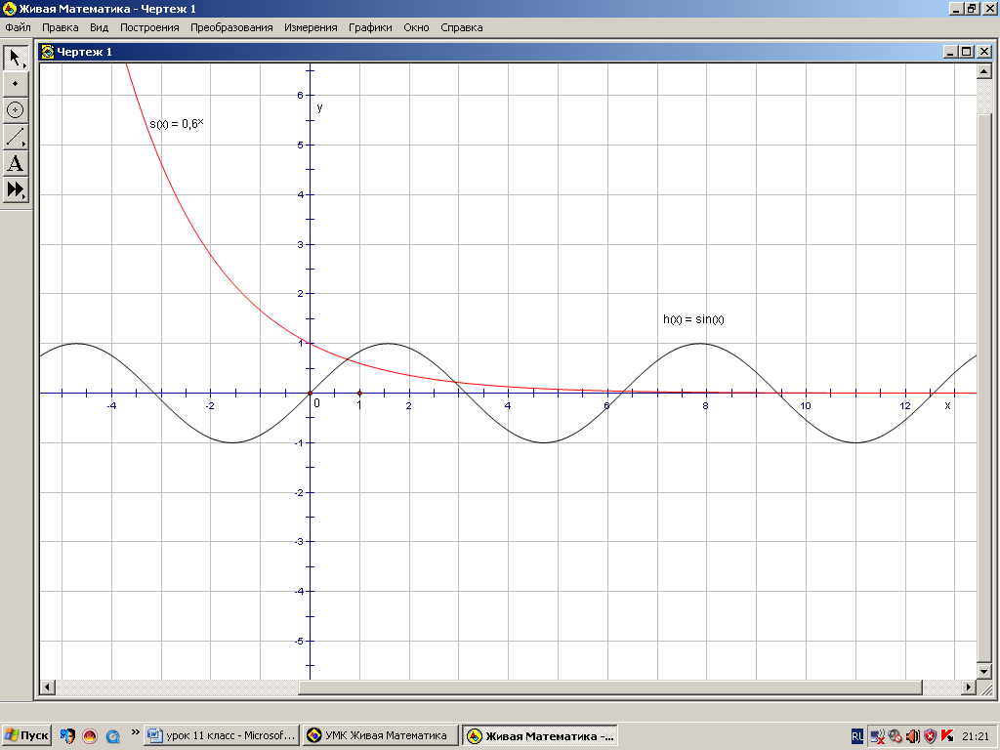 Живая Математика - Чертеж 1
Файл Правка Вид Построения Преобразования Измерения Графики Окно Справка
Чертеж 1
A
6
y
s(x) = 0,6ˣ
5
4
3
2
h(x) = sin(x)
1
-4 -2 0 1 2 4 6 8 10 12 x
-1
-2
-3
-4
-5
Пуск » урок 11 класс - Microsof... УМК Живая Математика Живая Математика -... RL 21:21